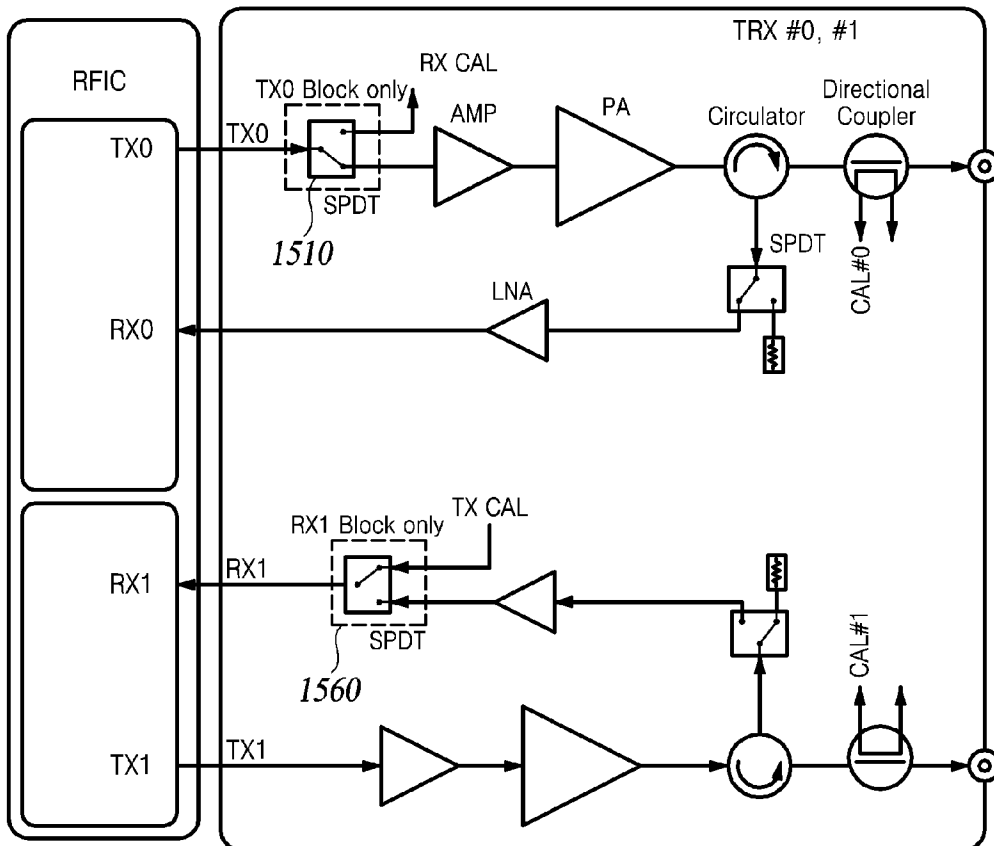 TRX #0, #1
RFIC
RX CAL
TX0 Block only
AMP
PA
Circulator
Directional
Coupler
TX0
TX0
SPDT
1510
SPDT
CAL#0
LNA
RX0
TX CAL
RX1 Block only
RX1
RX1
SPDT
1560
CAL#1
TX1
TX1